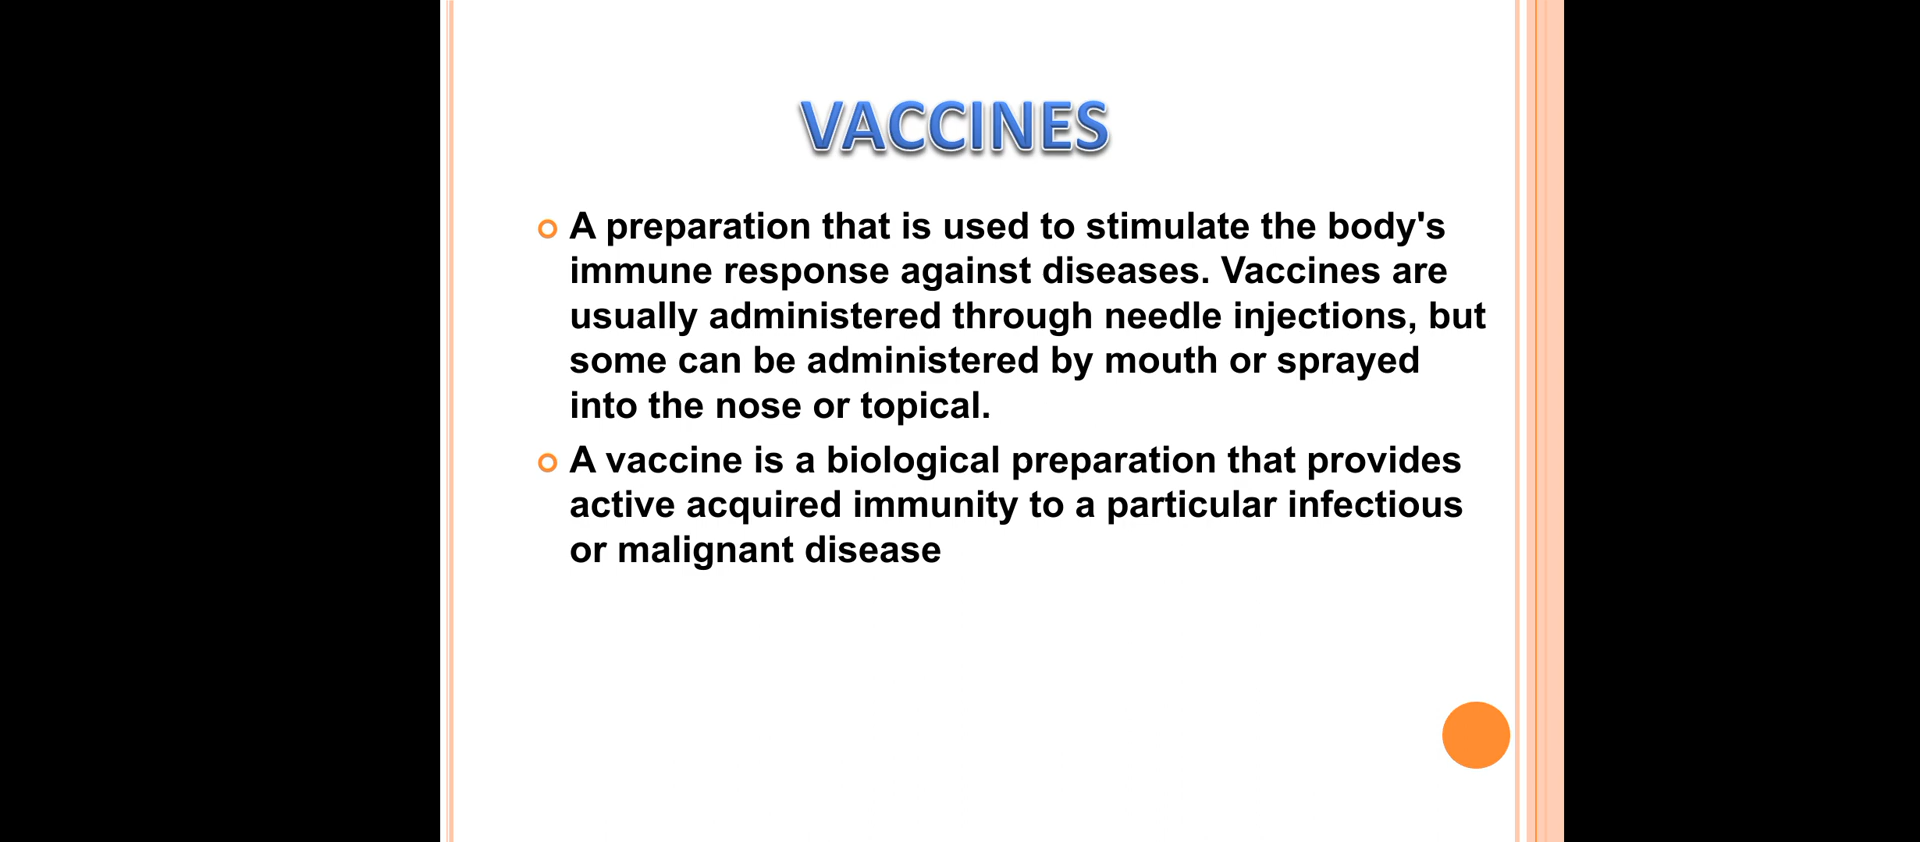 VACCINES
A preparation that is used to stimulate the body's
immune response against diseases. Vaccines are
usually administered through needle injections, but
some can be administered by mouth or sprayed
into the nose or topical.
A vaccine is a biological preparation that provides
active acquired immunity to a particular infectious
or malignant disease